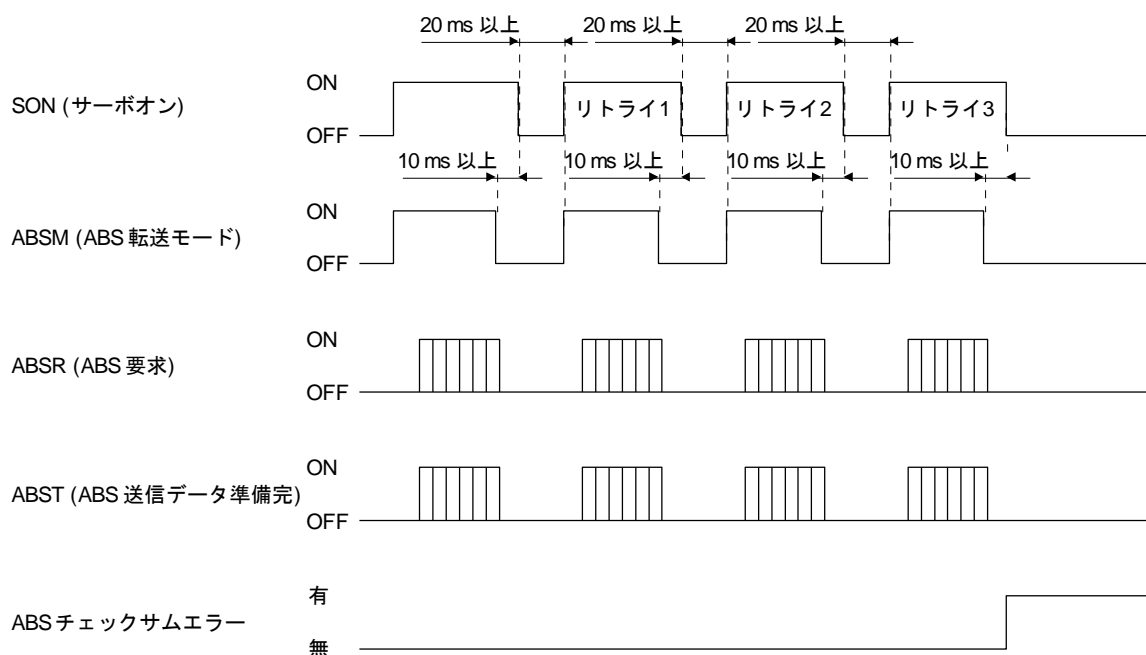 20 ms 以上 20 ms 以上 20 ms 以上
ON
SON (サーボオン)
リトライ1 リトライ2 リトライ3
OFF
10 ms 以上 10 ms 以上 10 ms 以上 10 ms 以上
ON
ABSM (ABS 転送モード)
OFF
ON
ABSR (ABS 要求)
OFF
ON
ABST (ABS 送信データ準備完)
OFF
有
ABS チェックサムエラー
無